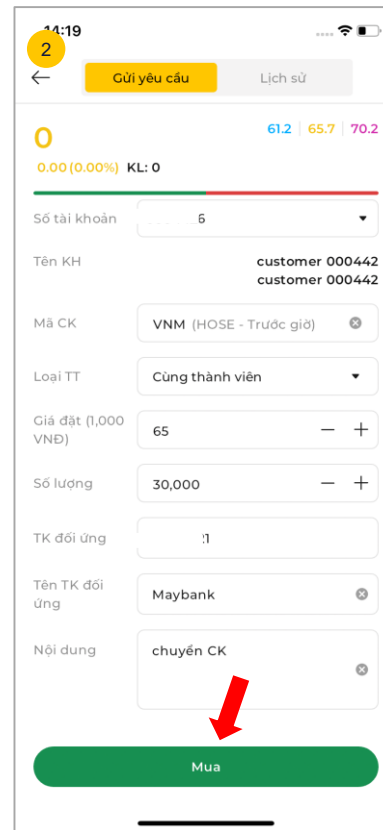 14:19
2
Gửi yêu cầu Lịch sử
0 61.2 65.7 70.2
0.00 (0.00%) KL: 0
Số tài khoản 6
Tên KH customer 000442
customer 000442
Mã CK VNM (HOSE - Trước giờ)
Loại TT Cùng thành viên
Giá đặt (1,000
VNĐ) 65
Số lượng 30,000
TK đối ứng 21
Tên TK đối
ứng Maybank
Nội dung chuyển CK
Mua